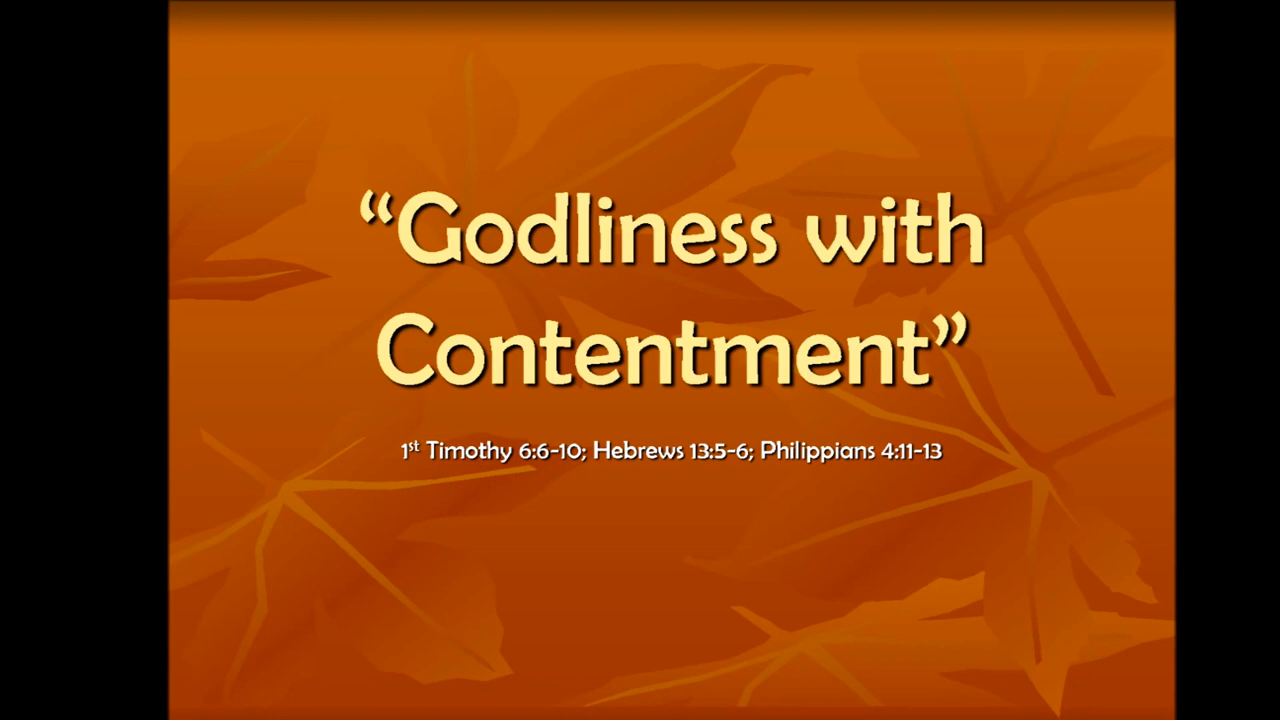 “Godliness with
Contentment”
1st Timothy 6:6-10; Hebrews 13:5-6; Philippians 4:11-13